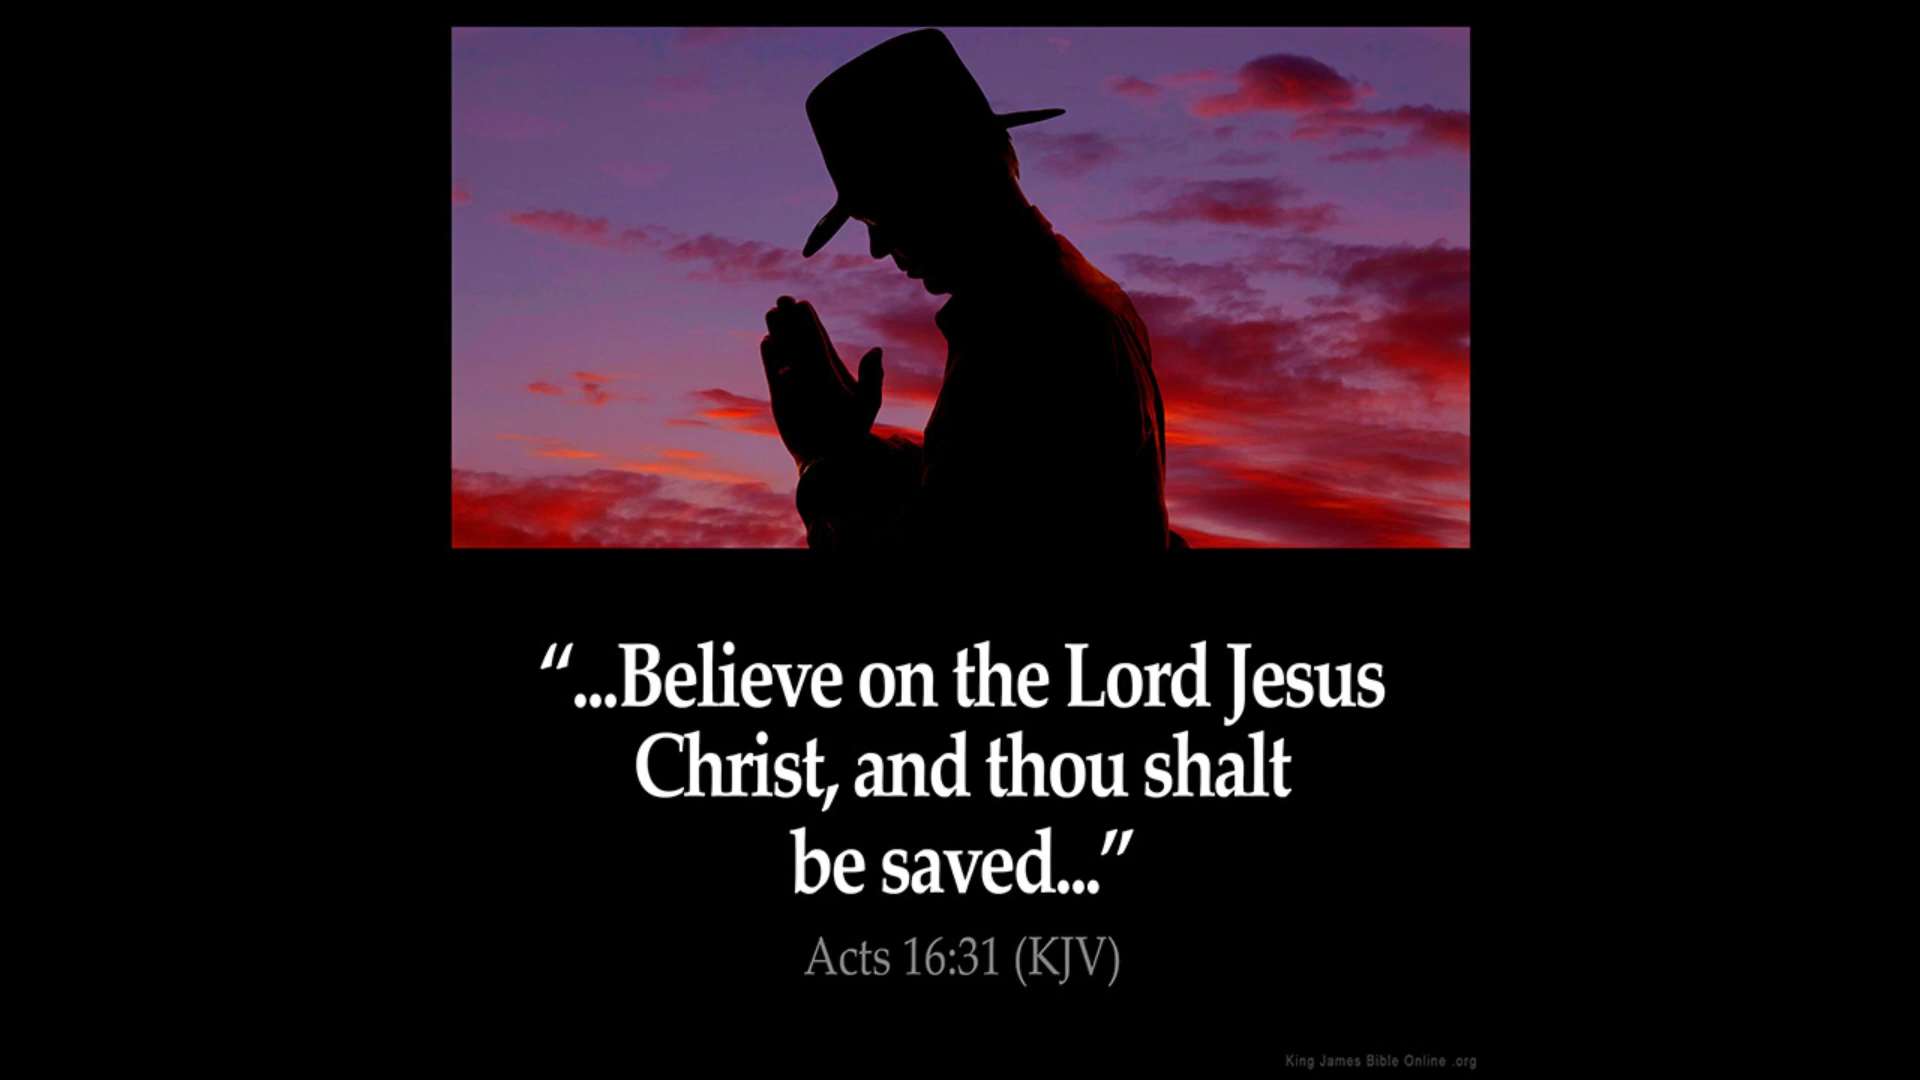 “...Believe on the Lord Jesus
Christ, and thou shalt
be saved...”
Acts 16:31 (KJV)
King James Bible Online .org